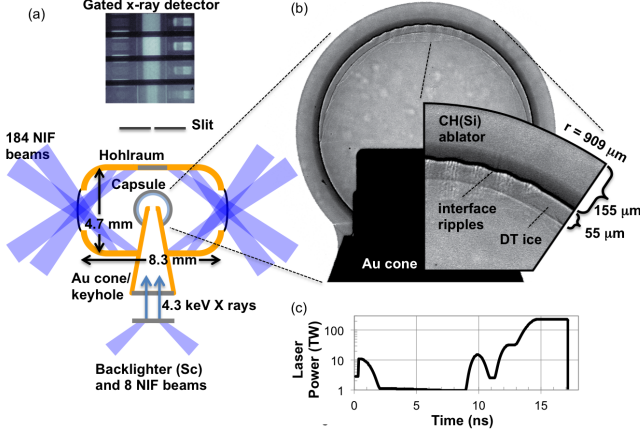 Gated x-ray detector
(a)
Slit
184 NIF
beams
Hohlraum
Capsule
4.7 mm
8.3 mm
Au cone/
keyhole
4.3 keV X rays
Backlighter (Sc)
and 8 NIF beams
(b)
CH(Si)
ablator
r = 909 μm
interface
ripples
DT ice
155 μm
55 μm
Au cone
(c)
Laser
Power (TW)
100
10
1
0
5
10
15
Time (ns)